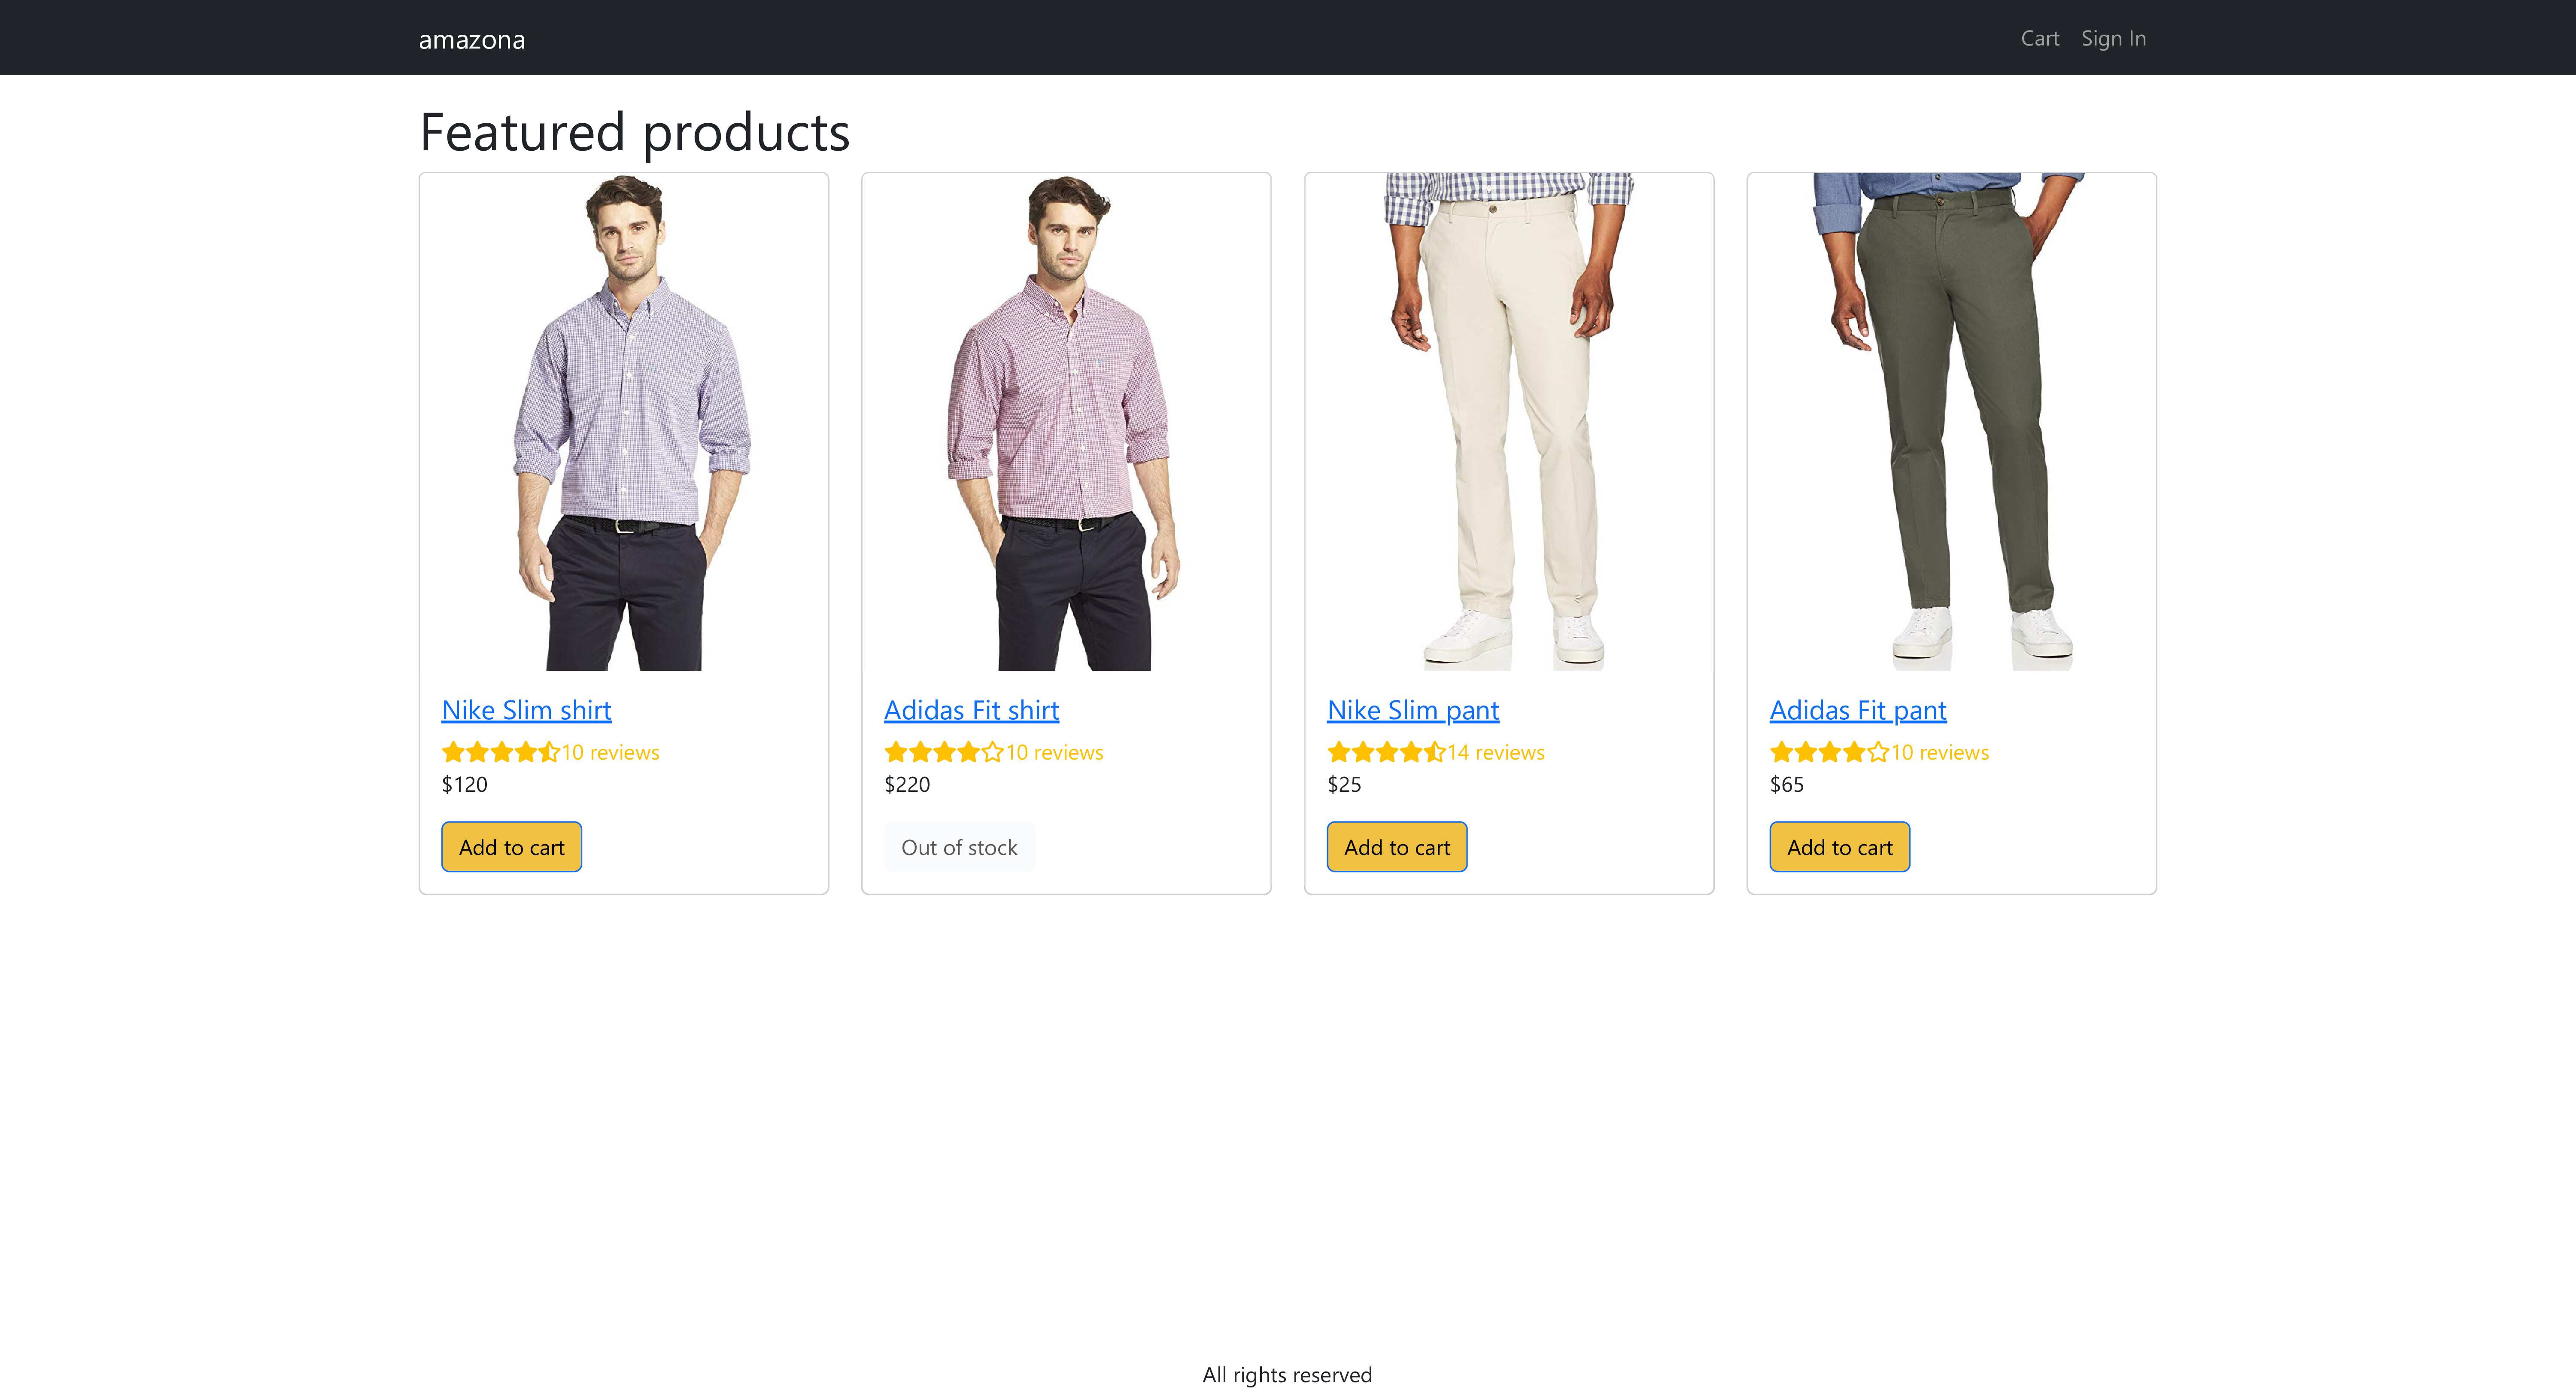 amazona
Cart Sign In
Featured products
Nike Slim shirt
10 reviews
$120
Add to cart
Adidas Fit shirt
10 reviews
$220
Out of stock
Nike Slim pant
14 reviews
$25
Add to cart
Adidas Fit pant
10 reviews
$65
Add to cart
All rights reserved